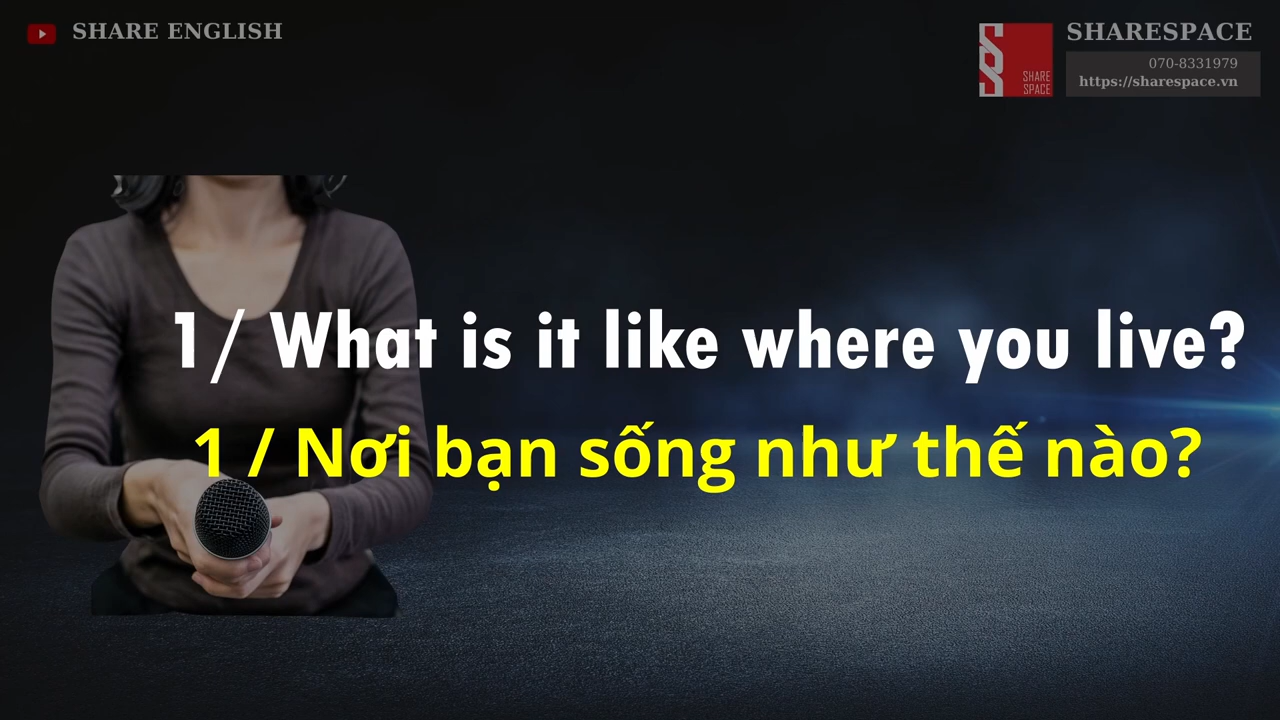 SHARE ENGLISH
SHARESPACE
SHARE
SPACE
070-8331979
https://sharespace.vn
1/ What is it like where you live?
1 / Nơi bạn sống như thế nào?